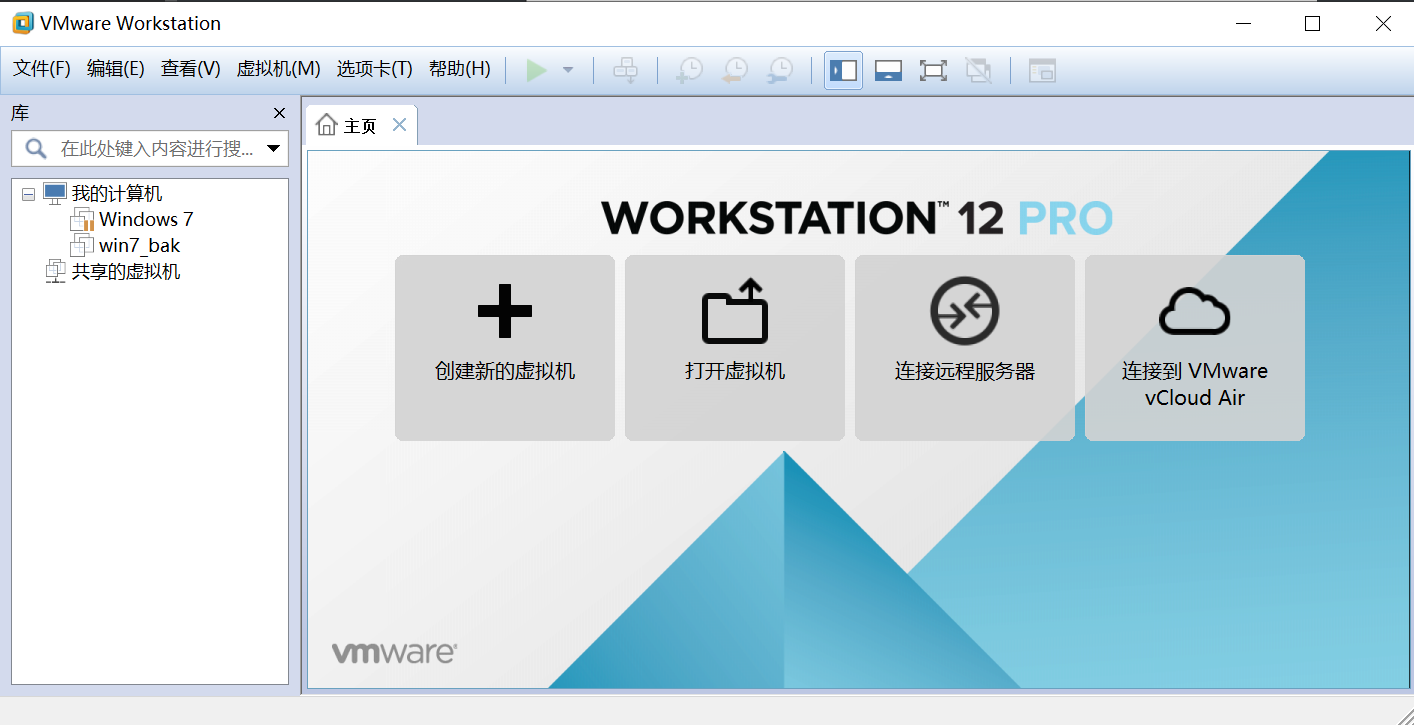 VMware Workstation
文件(F) 编辑(E) 查看(V) 虚拟机(M) 选项卡(T) 帮助(H)
库
在此处键入内容进行搜...
我的计算机
Windows 7
win7_bak
共享的虚拟机
主页
WORKSTATION™ 12 PRO
创建新的虚拟机
打开虚拟机
连接远程服务器
连接到 VMware
vCloud Air
vmware®